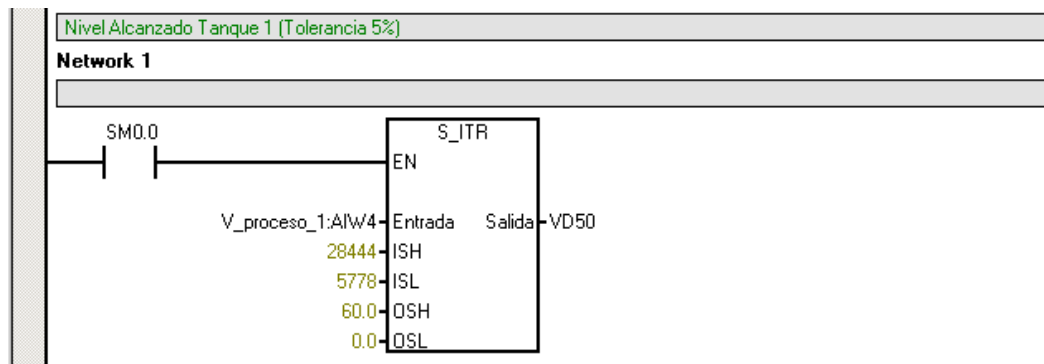 Nivel Alcanzado Tanque 1 (Tolerancia 5%)
Network 1
SM0.0
S_ITR
EN
V_proceso_1:AIW4 Entrada Salida VD50
28444 ISH
5778 ISL
60.0 OSH
0.0 OSL